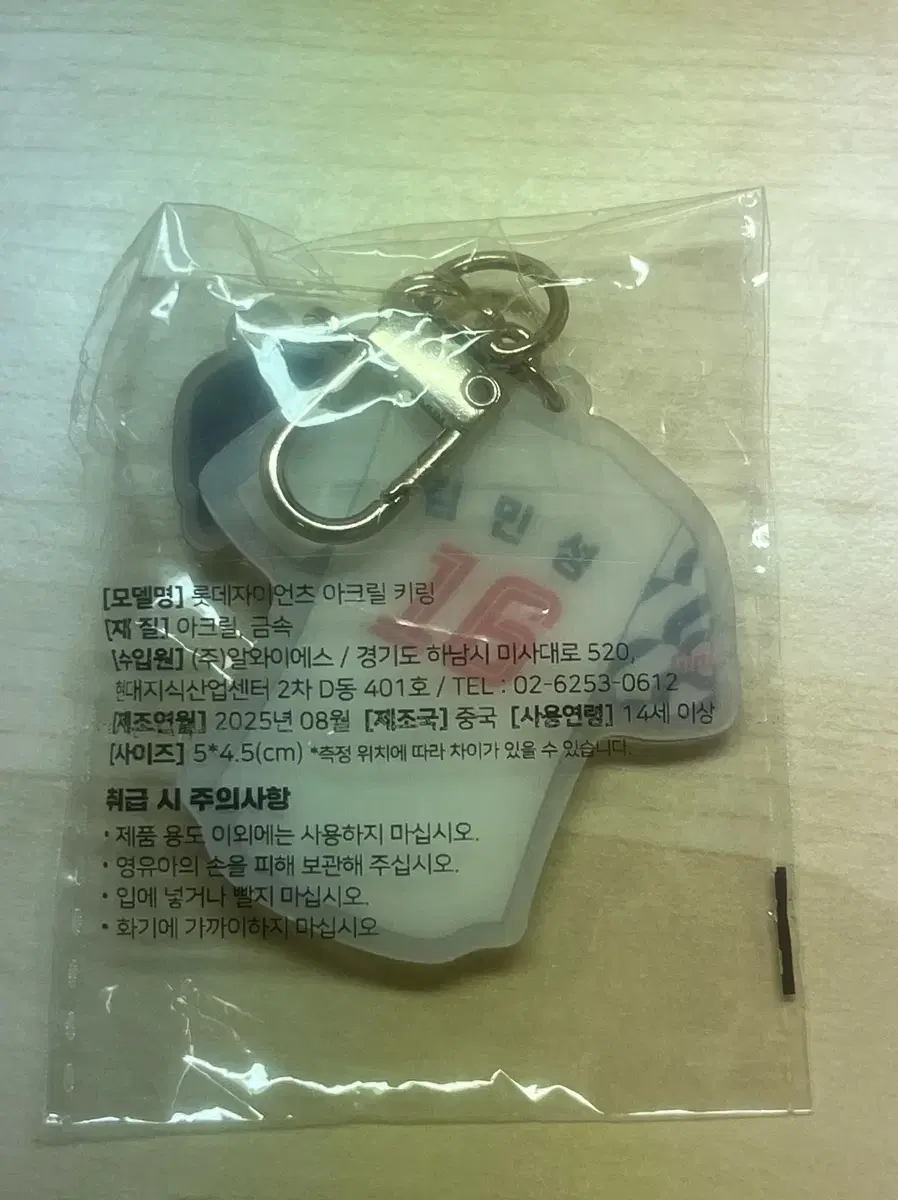 김민성
16
[모델명] 롯데자이언츠 아크릴 키링
[재 질] 아크릴, 금속
[수입원] (주)알와이에스 / 경기도 하남시 미사대로 520,
현대지식산업센터 2차 D동 401호 / TEL : 02-6253-0612
[제조연월] 2025년 08월 [제조국] 중국 [사용연령] 14세 이상
[사이즈] 5*4.5(cm) *측정 위치에 따라 차이가 있을 수 있습니다.
취급 시 주의사항
• 제품 용도 이외에는 사용하지 마십시오.
• 영유아의 손을 피해 보관해 주십시오.
• 입에 넣거나 빨지 마십시오.
• 화기에 가까이하지 마십시오